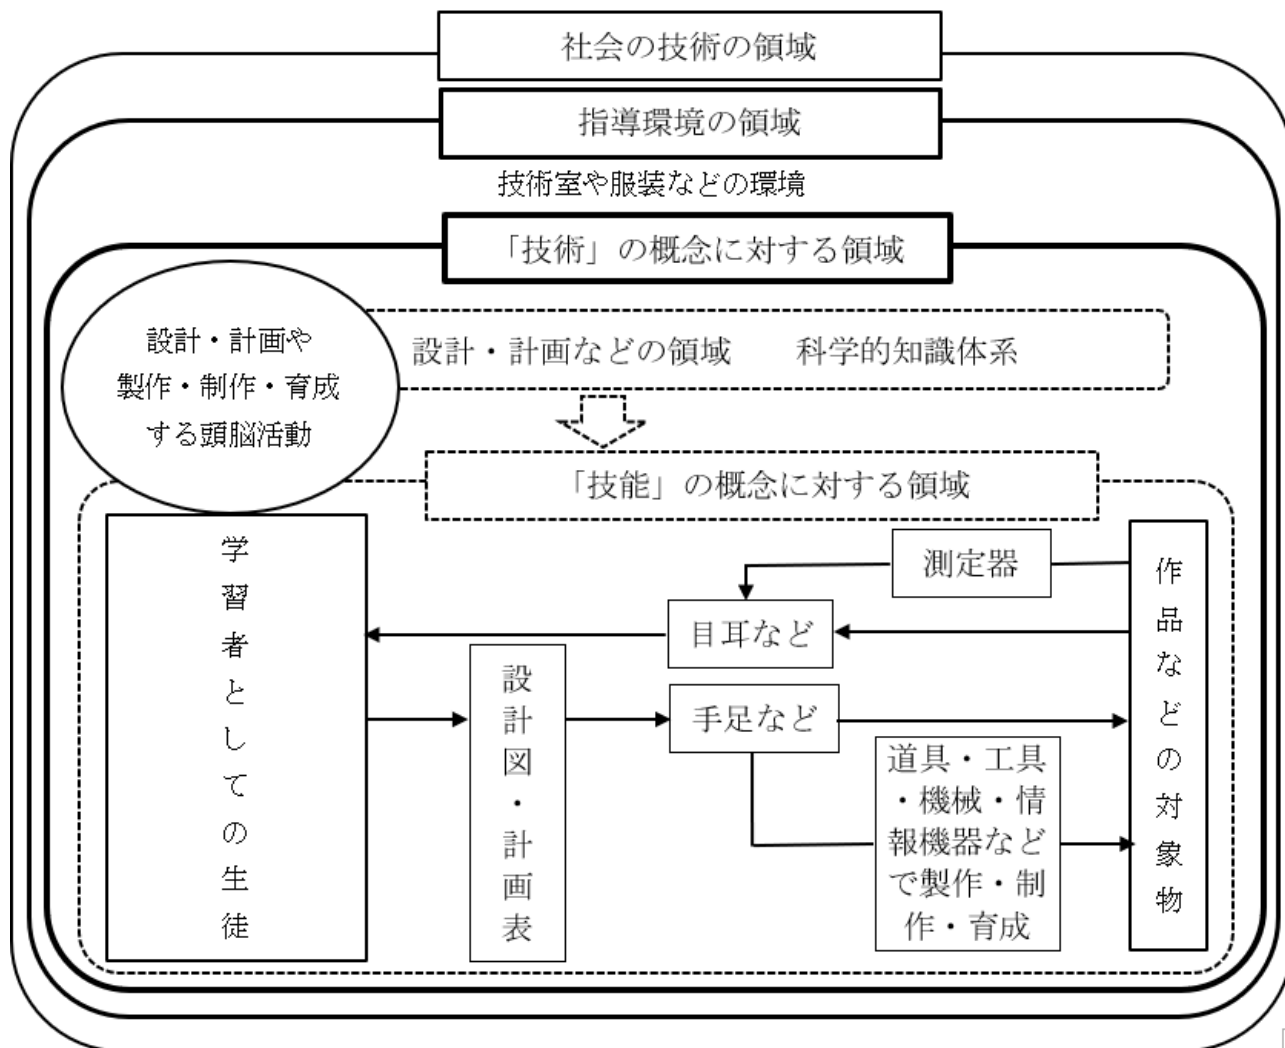 社会の技術の領域
指導環境の領域
技術室や服装などの環境
「技術」の概念に対する領域
設計・計画や
製作・制作・育成
する頭脳活動
設計・計画などの領域　　科学的知識体系
「技能」の概念に対する領域
学習者としての生徒
設計図・計画表
測定器
目耳など
手足など
道具・工具
・機械・情
報機器など
で製作・制
作・育成
作品などの対象物